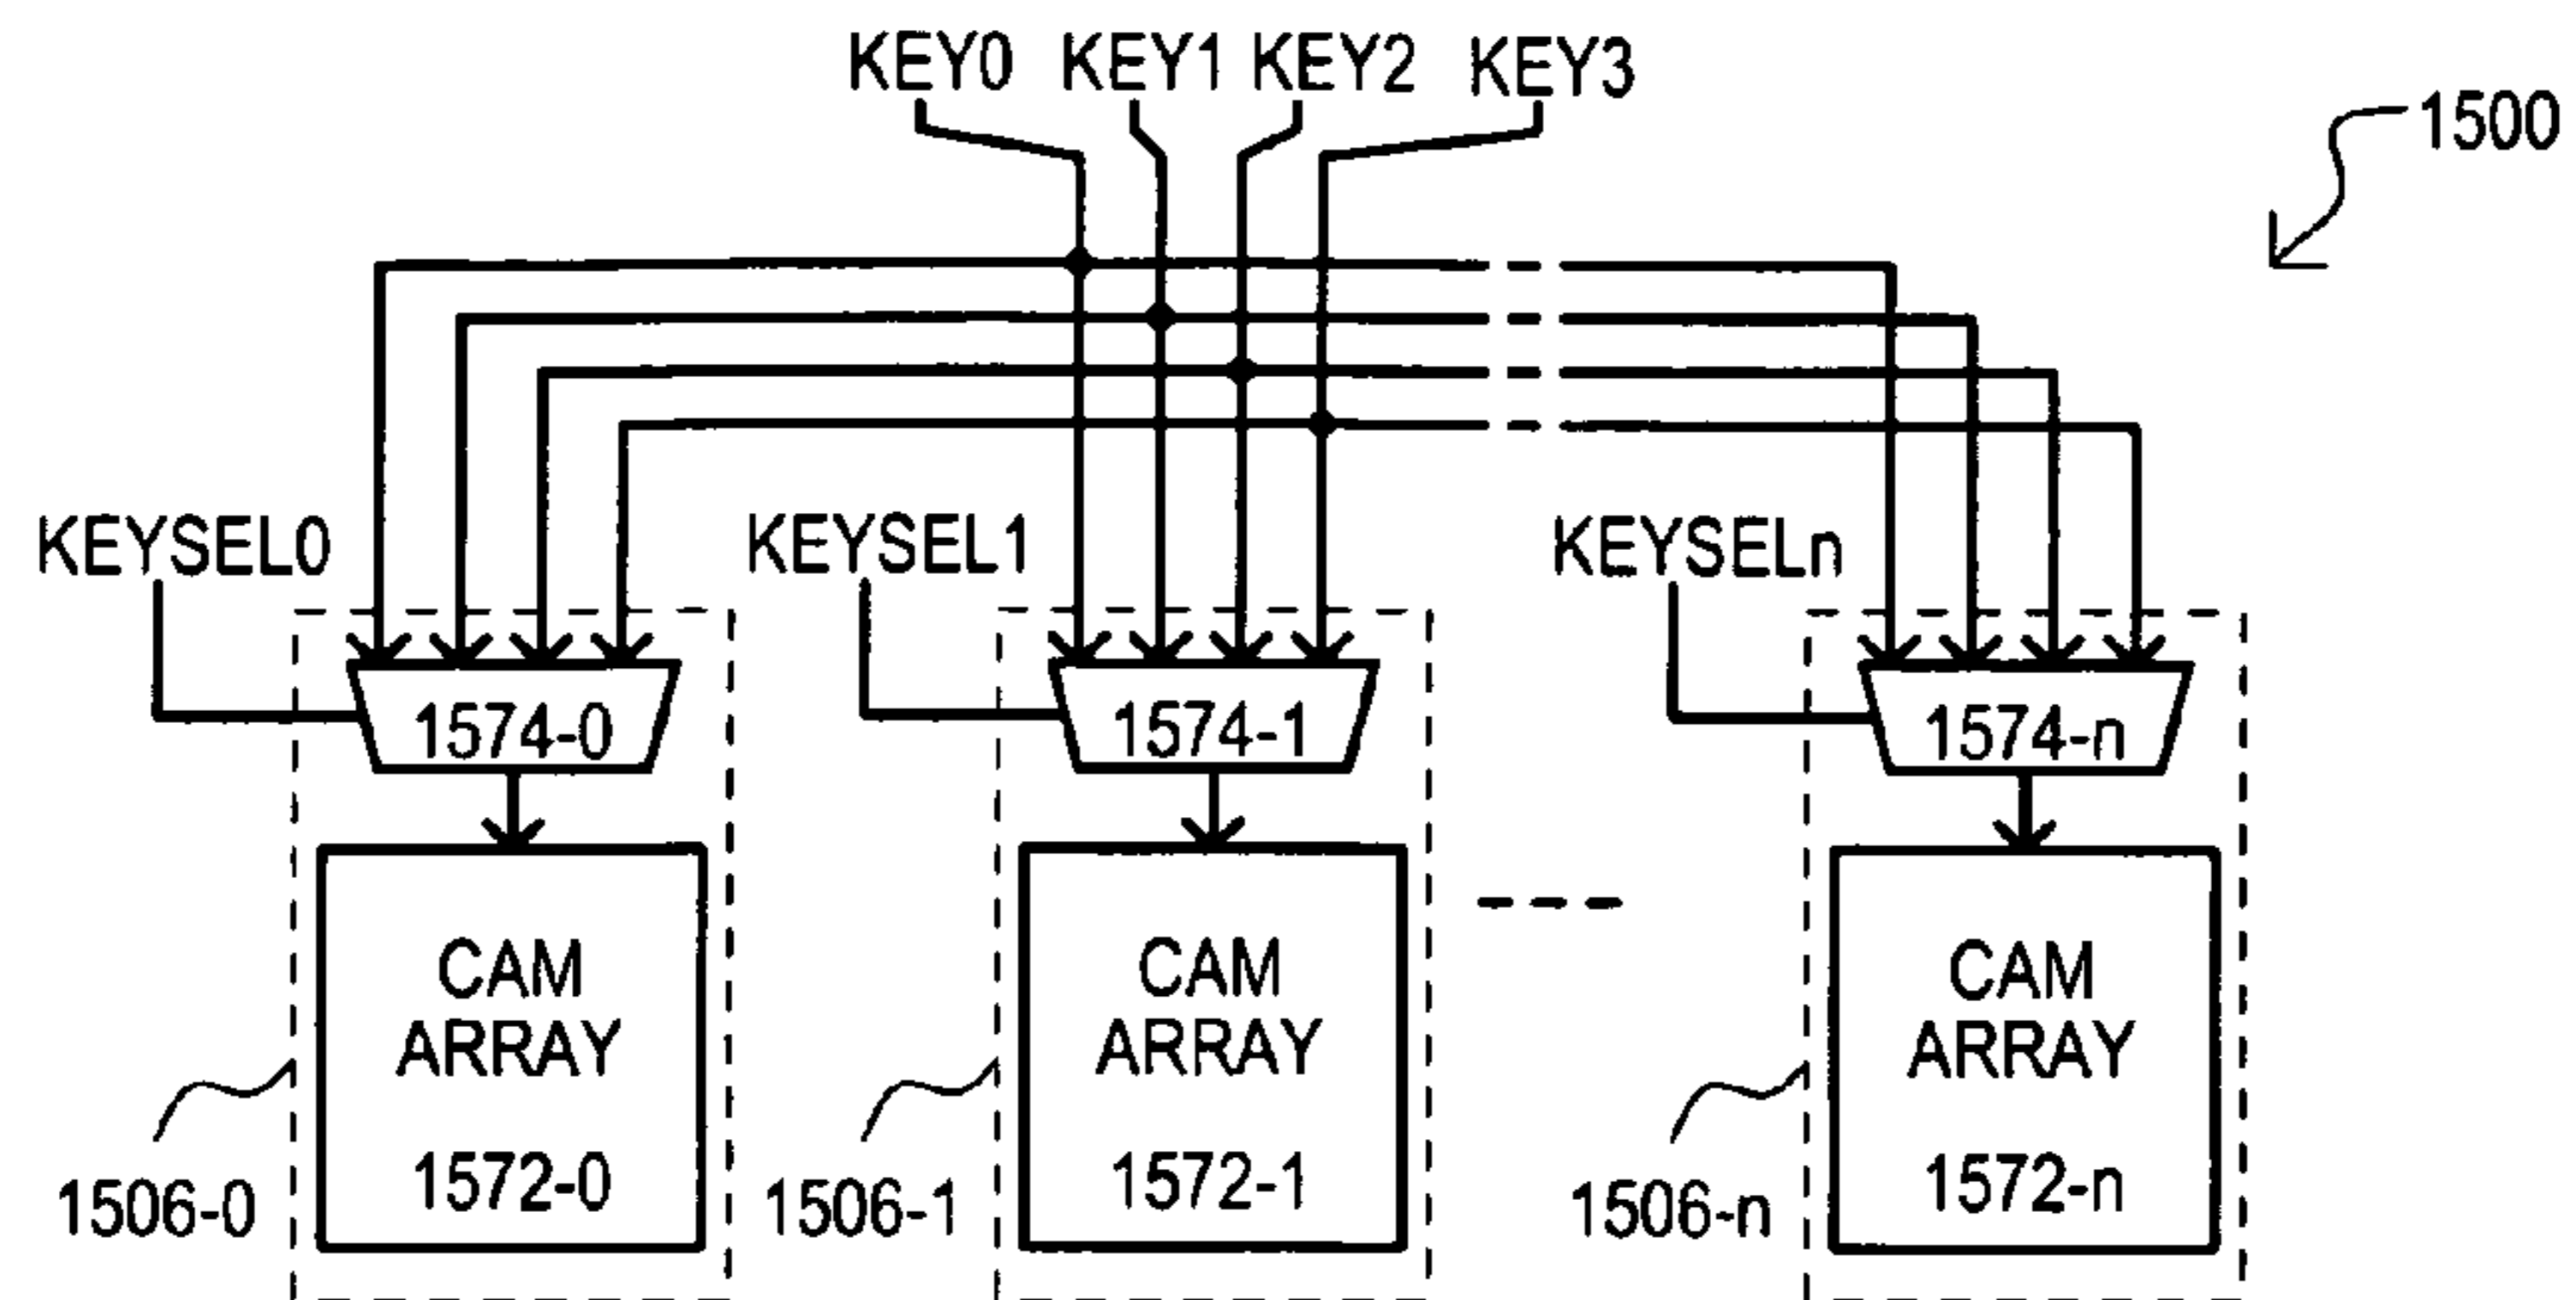 KEY0 KEY1 KEY2 KEY3
1500
KEYSEL0 KEYSEL1 KEYSELn
1574-0 1574-1 1574-n
CAM ARRAY 1572-0
CAM ARRAY 1572-1
CAM ARRAY 1572-n
1506-0 1506-1 1506-n